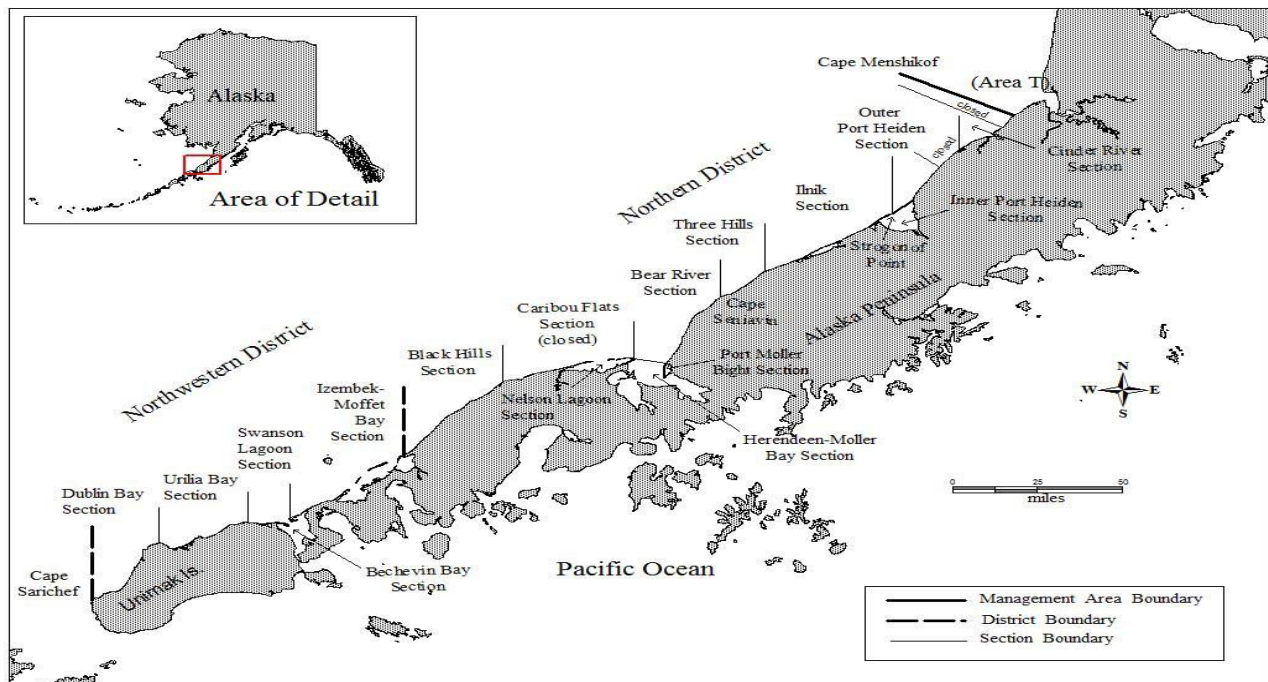 Alaska
Area of Detail
Cape Menshikof
(Area T)
closed
Outer
Port Heiden
Section
closed
Cinder River
Section
Northern District
Ilnik
Section
Inner Port Heiden
Section
Strogonof
Point
Three Hills
Section
Bear River
Section
Cape
Seniavin
Alaska Peninsula
Caribou Flats
Section
(closed)
Port Moller
Bight Section
Northwestern District
Black Hills
Section
Nelson Lagoon
Section
Herendeen-Moller
Bay Section
Izembek-
Moffet
Bay
Section
Swanson
Lagoon
Section
Urilia Bay
Section
Dublin Bay
Section
Bechevin Bay
Section
Cape
Sarichef
Unimak Is.
Pacific Ocean
N
W E
S
0 25 50
miles
Management Area Boundary
District Boundary
Section Boundary